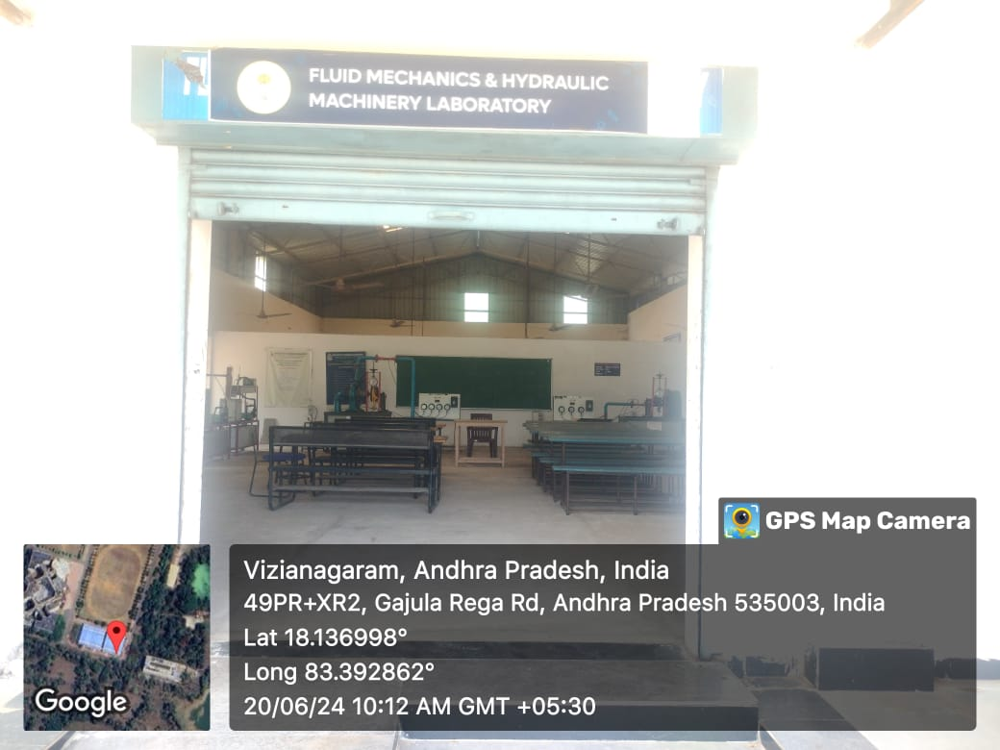 FLUID MECHANICS & HYDRAULIC
MACHINERY LABORATORY
GPS Map Camera
Vizianagaram, Andhra Pradesh, India
49PR+XR2, Gajula Rega Rd, Andhra Pradesh 535003, India
Lat 18.136998°
Long 83.392862°
20/06/24 10:12 AM GMT +05:30
Google